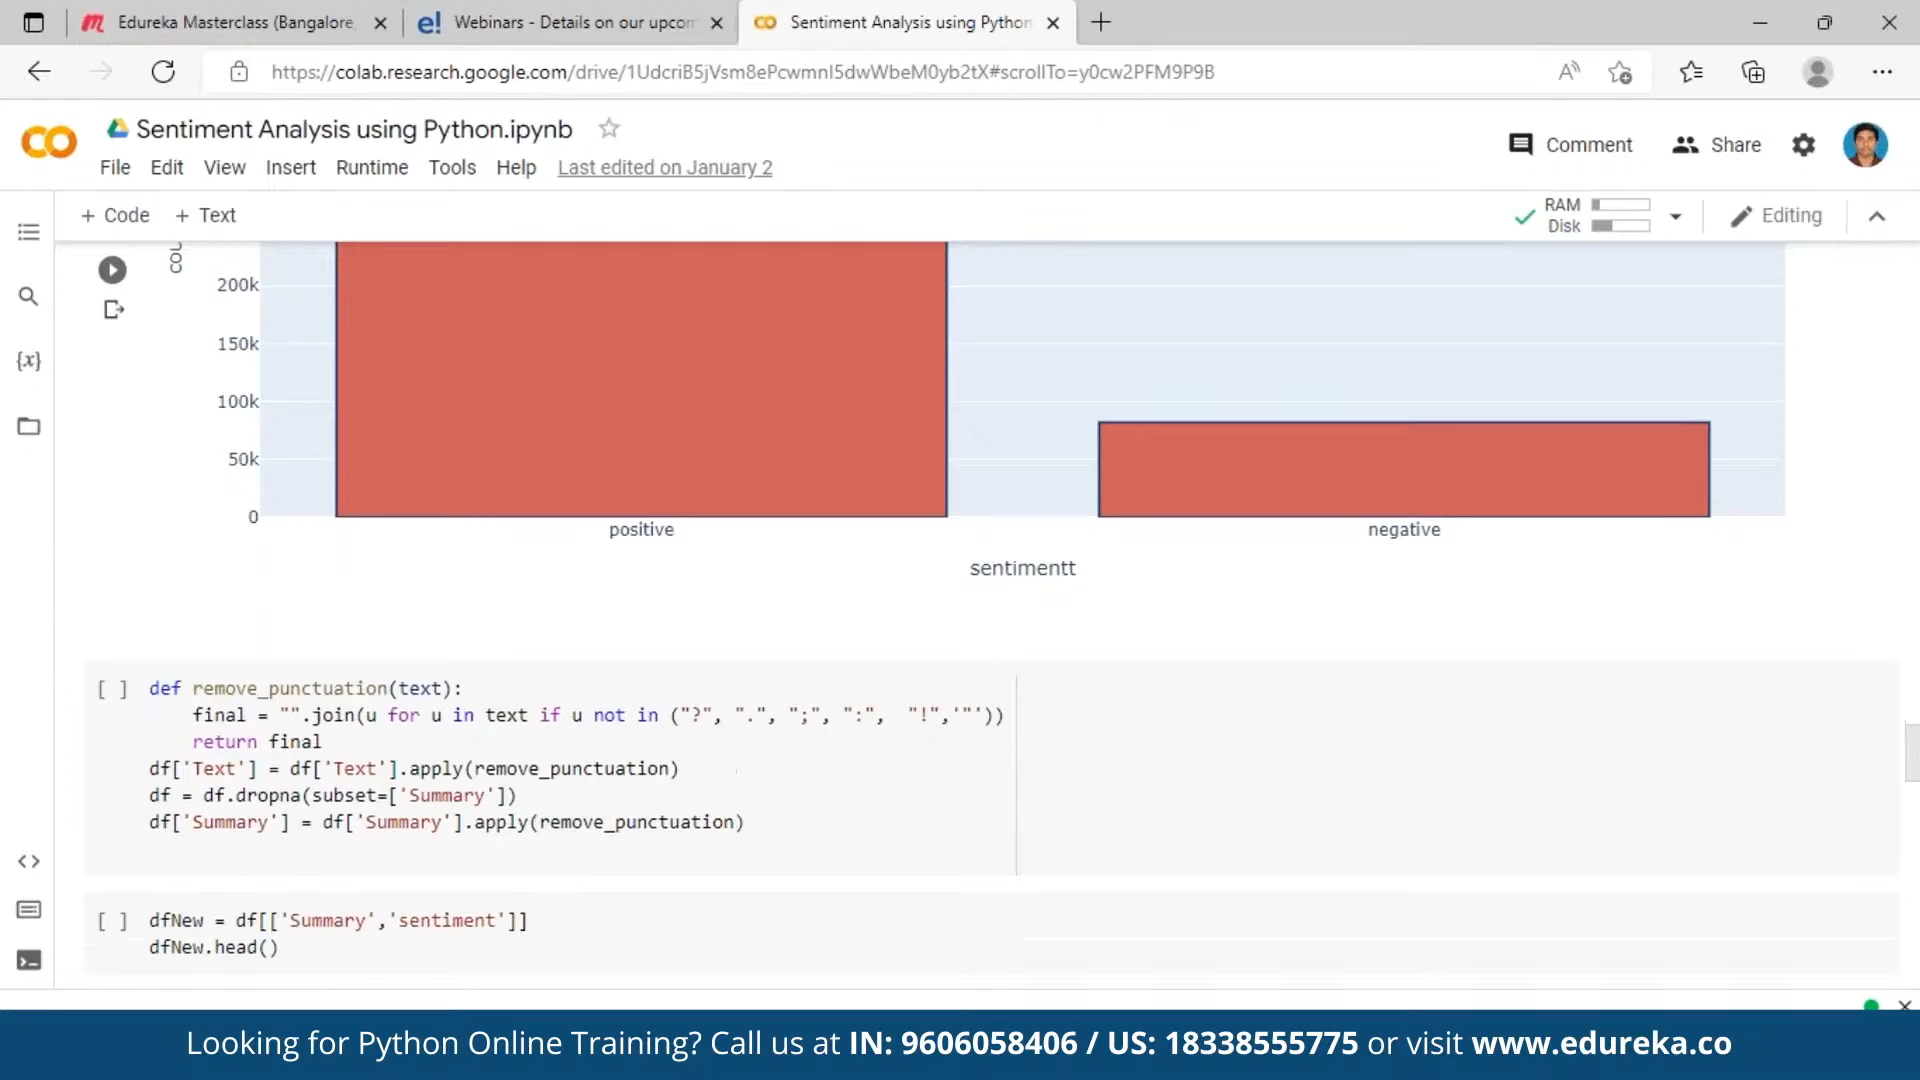 Edureka Masterclass (Bangalore,
Webinars - Details on our upcom
Sentiment Analysis using Python
https://colab.research.google.com/drive/1UdcriB5jVsm8ePcwmnI5dwWbeM0yb2tX#scrollTo=y0cw2PFM9P9B
Sentiment Analysis using Python.ipynb
Comment
Share
File Edit View Insert Runtime Tools Help Last edited on January 2
+ Code + Text
RAM
Disk
Editing
200k
150k
100k
50k
0
positive
negative
sentimentt
[ ] def remove_punctuation(text):
final = "".join(u for u in text if u not in ("?", ".", ";", ":",  "!",'"'))
return final
df['Text'] = df['Text'].apply(remove_punctuation)
df = df.dropna(subset=['Summary'])
df['Summary'] = df['Summary'].apply(remove_punctuation)
[ ] dfNew = df[['Summary','sentiment']]
dfNew.head()
Looking for Python Online Training? Call us at IN: 9606058406 / US: 18338555775 or visit www.edureka.co